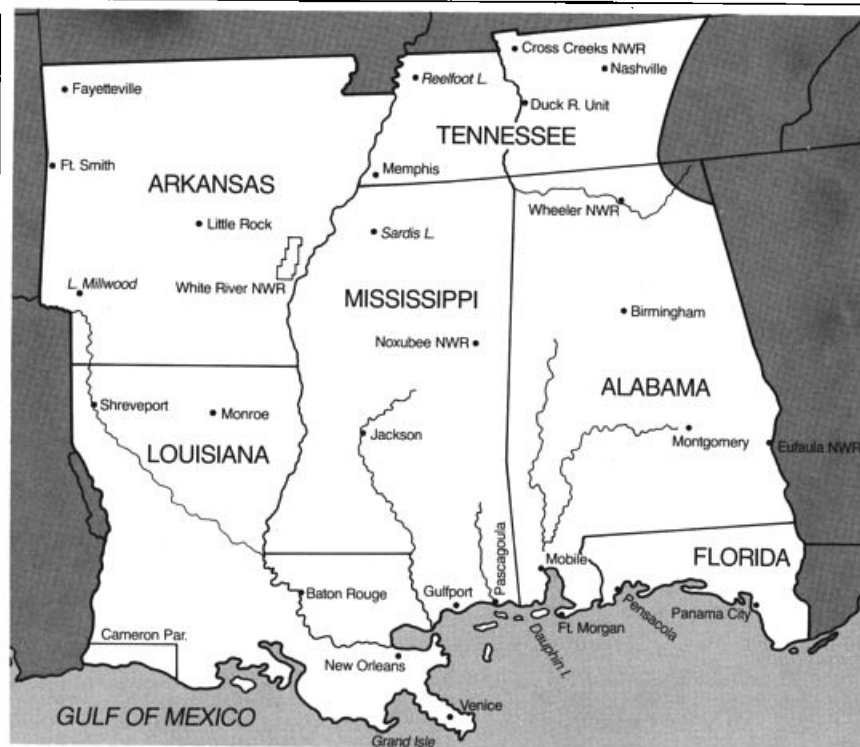 Cross Creeks NWR
Nashville
Reelfoot L.
Fayetteville
Duck R. Unit
TENNESSEE
Ft. Smith
Memphis
ARKANSAS
Wheeler NWR
Little Rock
Sardis L.
L. Millwood
White River NWR
MISSISSIPPI
Birmingham
Noxubee NWR
ALABAMA
Shreveport
Monroe
Jackson
Montgomery
Eufaula NWR
LOUISIANA
FLORIDA
Mobile
Pascagoula
Baton Rouge
Gulfport
Pensacola
Panama City
Ft. Morgan
Dauphin I.
Cameron Par.
New Orleans
Venice
GULF OF MEXICO
Grand Isle